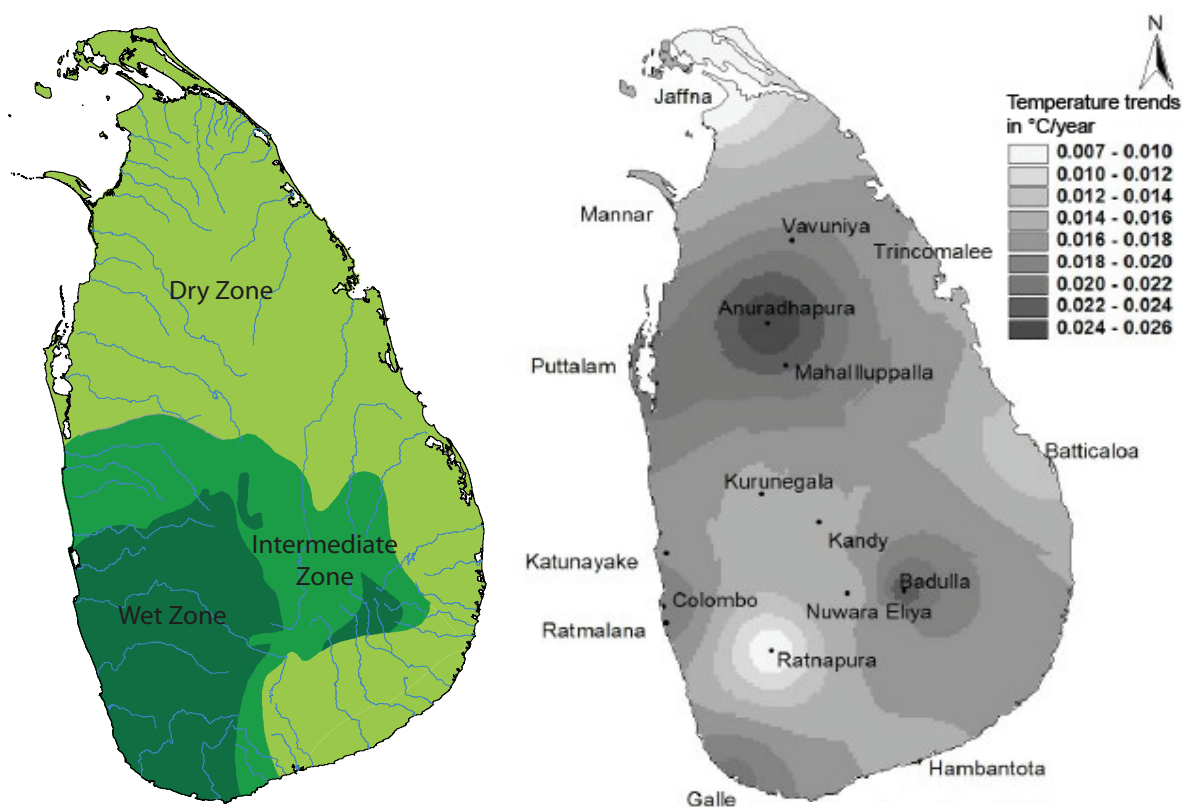 Dry Zone
Intermediate
Zone
Wet Zone
N
Jaffna
Temperature trends
in °C/year
0.007 - 0.010
0.010 - 0.012
0.012 - 0.014
0.014 - 0.016
0.016 - 0.018
0.018 - 0.020
0.020 - 0.022
0.022 - 0.024
0.024 - 0.026
Mannar
Vavuniya
Trincomalee
Anuradhapura
Puttalam
MahaIlluppalla
Batticaloa
Kurunegala
Kandy
Katunayake
Badulla
Colombo
Nuwara Eliya
Ratmalana
Ratnapura
Hambantota
Galle